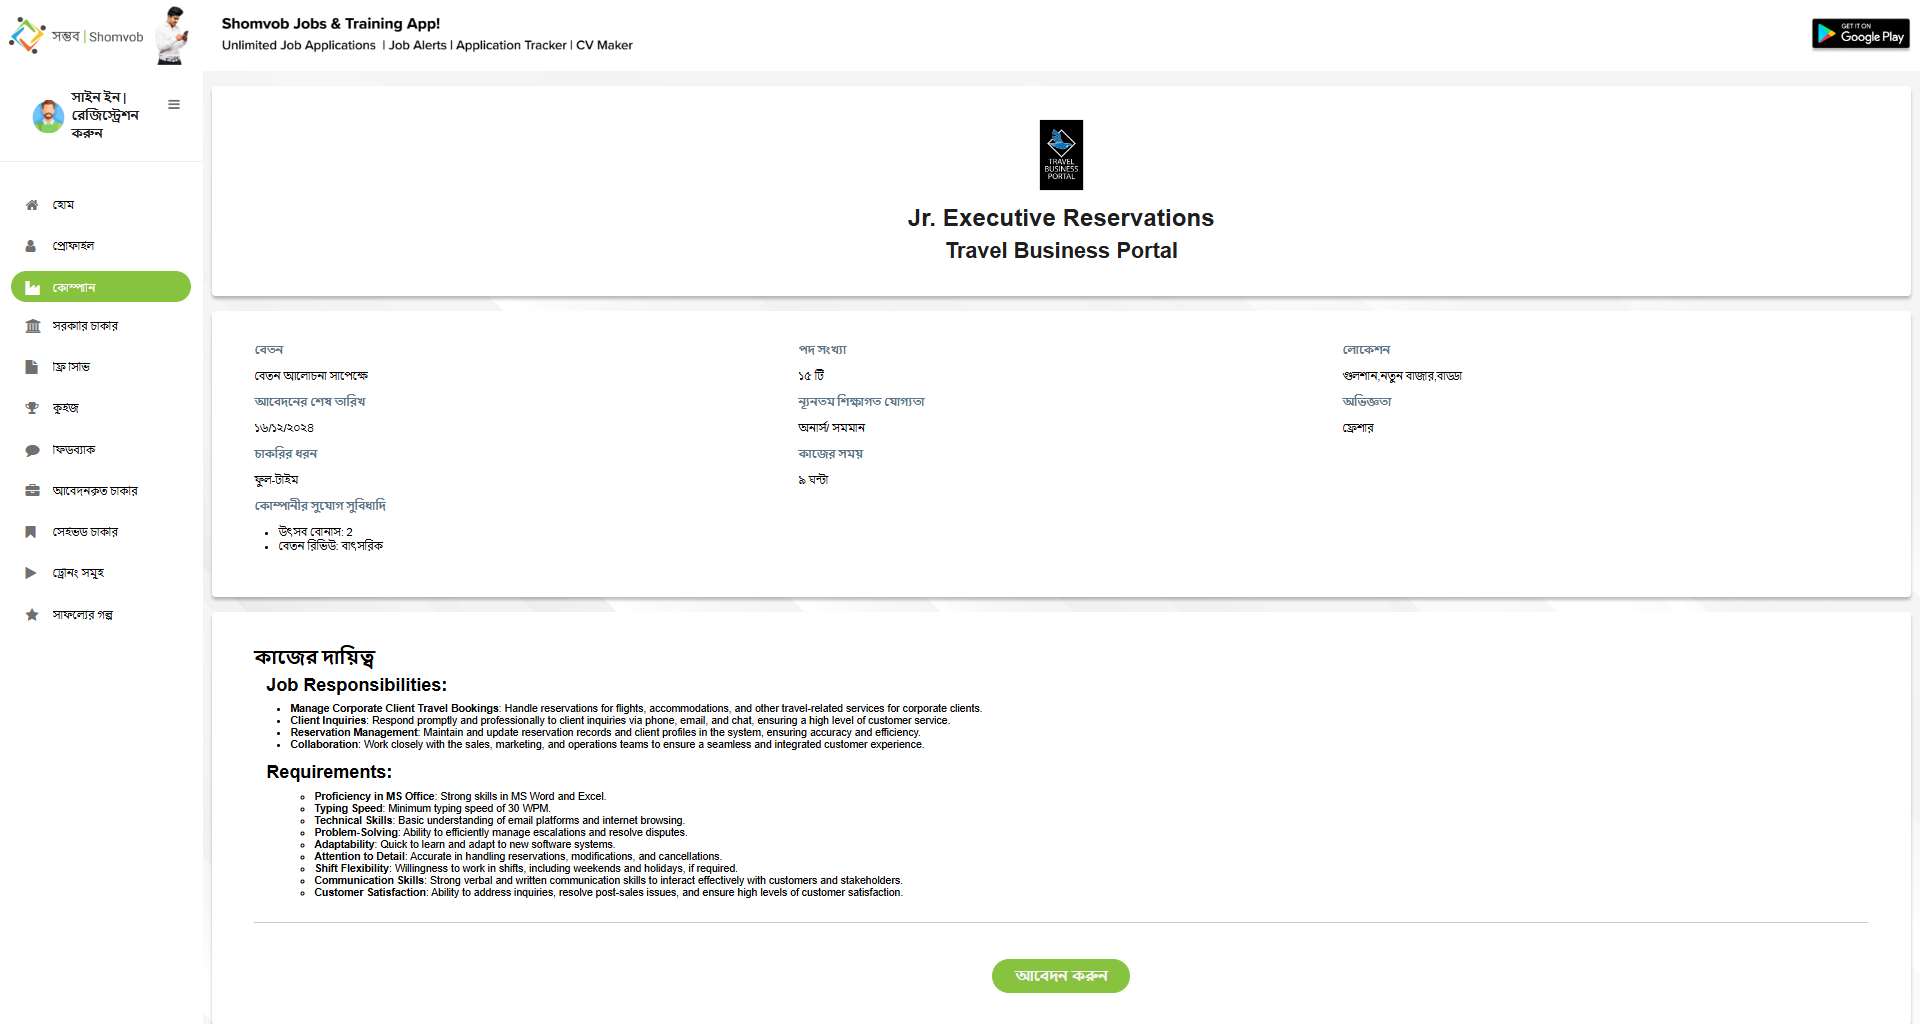 সম্ভব | Shomvob
Shomvob Jobs & Training App!
Unlimited Job Applications | Job Alerts | Application Tracker | CV Maker
GET IT ON
Google Play
সাইন ইন |
রেজিস্ট্রেশন
করুন
হোম
প্রোফাইল
কোম্পানি
সরকারি চাকরি
ফ্রি সিভি
কুইজ
ফিডব্যাক
আবেদনকৃত চাকরি
সেইভড চাকরি
ট্রেনিং সমূহ
সাফল্যের গল্প
TRAVEL
BUSINESS
PORTAL
Jr. Executive Reservations
Travel Business Portal
বেতন
বেতন আলোচনা সাপেক্ষে
আবেদনের শেষ তারিখ
১৬/১২/২০২৪
চাকরির ধরন
ফুল-টাইম
কোম্পানীর সুযোগ সুবিধাদি
উৎসব বোনাস: 2
বেতন রিভিউ: বাৎসরিক
পদ সংখ্যা
১৫ টি
ন্যূনতম শিক্ষাগত যোগ্যতা
অনার্স/ সমমান
কাজের সময়
৯ ঘন্টা
লোকেশন
গুলশান,নতুন বাজার,বাড্ডা
অভিজ্ঞতা
ফ্রেশার
কাজের দায়িত্ব
Job Responsibilities:
Manage Corporate Client Travel Bookings: Handle reservations for flights, accommodations, and other travel-related services for corporate clients.
Client Inquiries: Respond promptly and professionally to client inquiries via phone, email, and chat, ensuring a high level of customer service.
Reservation Management: Maintain and update reservation records and client profiles in the system, ensuring accuracy and efficiency.
Collaboration: Work closely with the sales, marketing, and operations teams to ensure a seamless and integrated customer experience.
Requirements:
Proficiency in MS Office: Strong skills in MS Word and Excel.
Typing Speed: Minimum typing speed of 30 WPM.
Technical Skills: Basic understanding of email platforms and internet browsing.
Problem-Solving: Ability to efficiently manage escalations and resolve disputes.
Adaptability: Quick to learn and adapt to new software systems.
Attention to Detail: Accurate in handling reservations, modifications, and cancellations.
Shift Flexibility: Willingness to work in shifts, including weekends and holidays, if required.
Communication Skills: Strong verbal and written communication skills to interact effectively with customers and stakeholders.
Customer Satisfaction: Ability to address inquiries, resolve post-sales issues, and ensure high levels of customer satisfaction.
আবেদন করুন